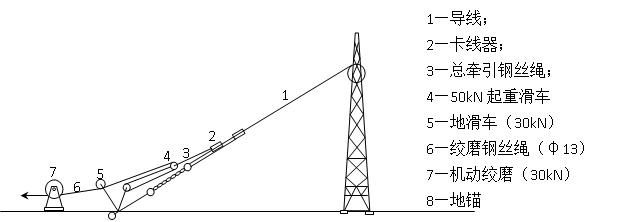 1—导线；
2—卡线器；
3—总牵引钢丝绳；
4—50kN 起重滑车
5—地滑车（30kN）
6—绞磨钢丝绳（φ13）
7—机动绞磨（30kN）
8—地锚
1
2
3
4
5
6
7